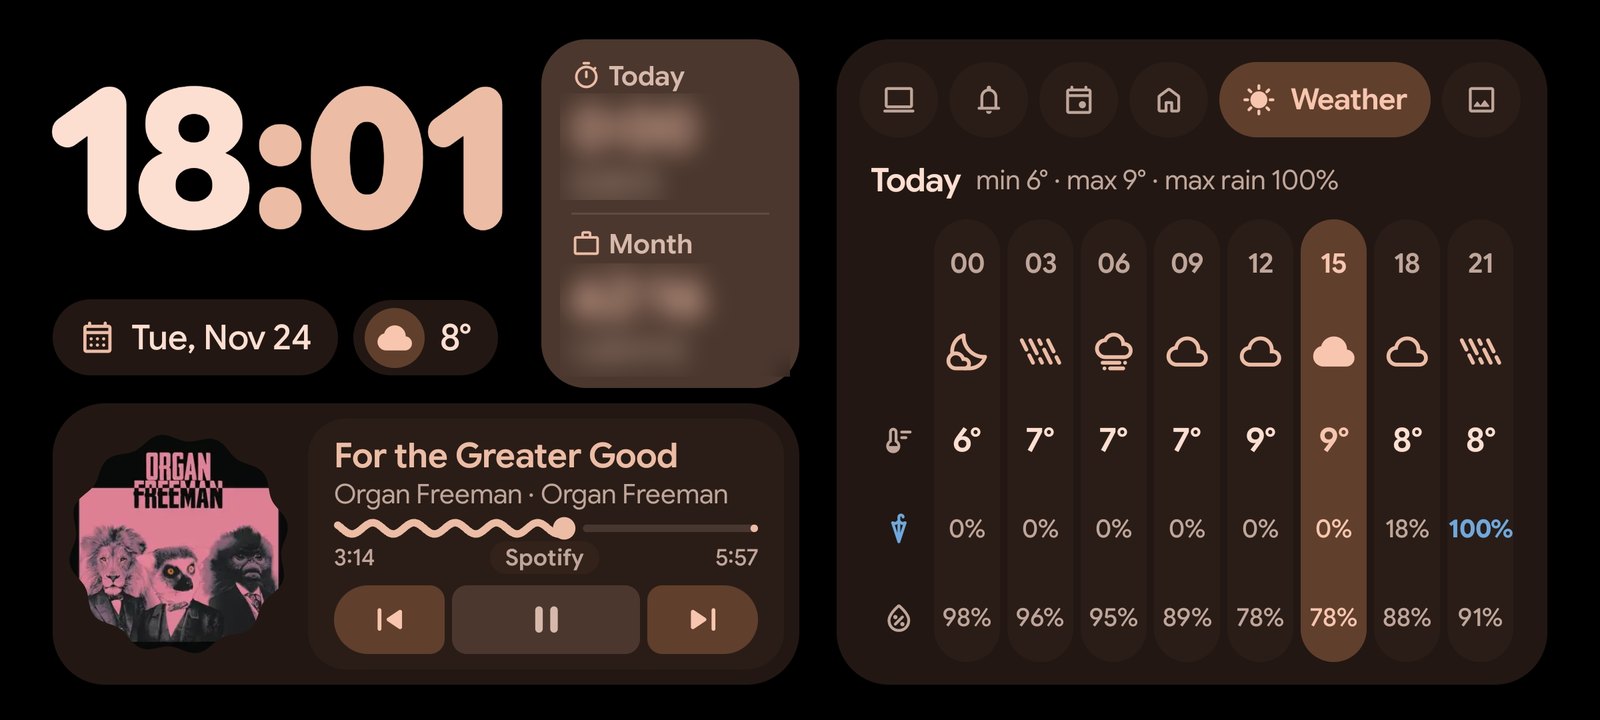 18:01
Today
Month
Tue, Nov 24
8°
ORGAN
FREEMAN
For the Greater Good
Organ Freeman · Organ Freeman
3:14 Spotify 5:57
Weather
Today min 6° · max 9° · max rain 100%
00 03 06 09 12 15 18 21
6° 7° 7° 7° 9° 9° 8° 8°
0% 0% 0% 0% 0% 0% 18% 100%
98% 96% 95% 89% 78% 78% 88% 91%